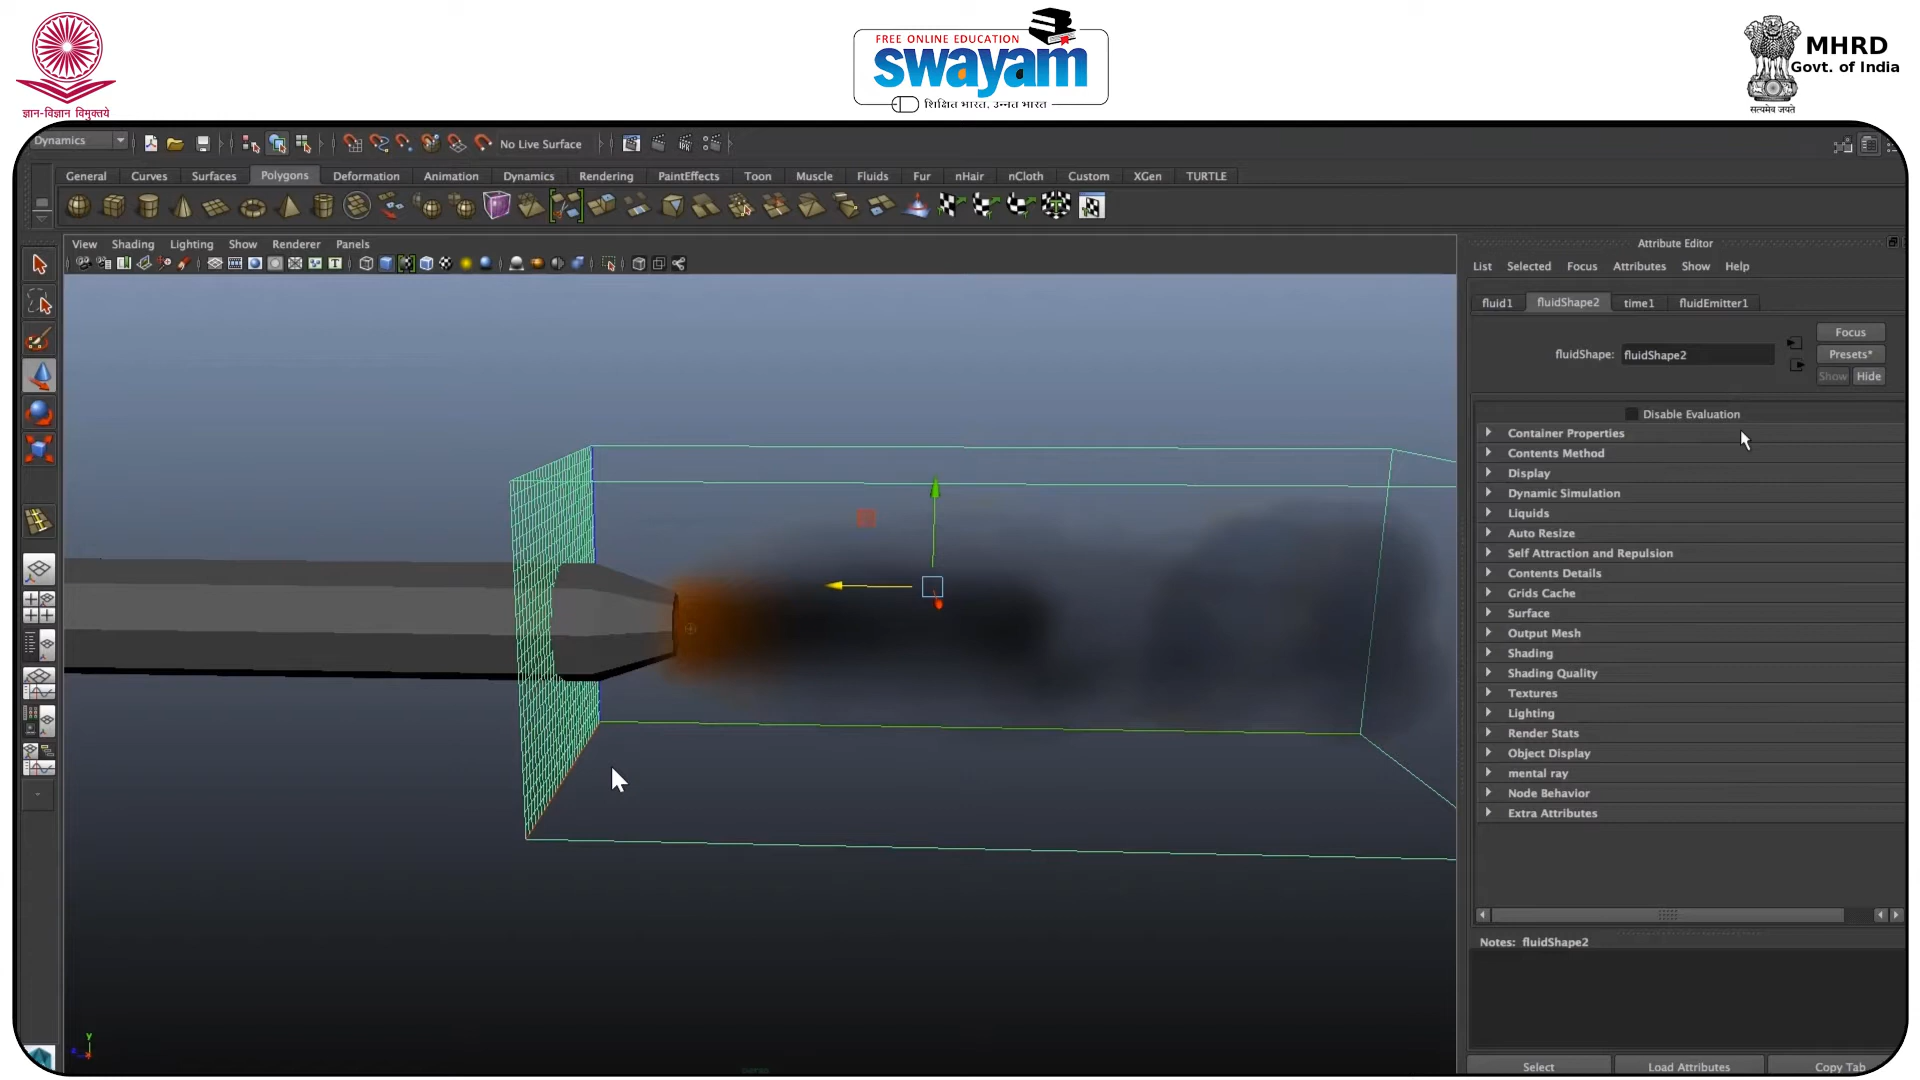 ज्ञान-विज्ञान विमुक्तये
FREE ONLINE EDUCATION
swayam
शिक्षित भारत, उन्नत भारत
सत्यमेव जयते
MHRD
Govt. of India
Dynamics
No Live Surface
General Curves Surfaces Polygons Deformation Animation Dynamics Rendering PaintEffects Toon Muscle Fluids Fur nHair nCloth Custom XGen TURTLE
View Shading Lighting Show Renderer Panels
Attribute Editor
List Selected Focus Attributes Show Help
fluid1 fluidShape2 time1 fluidEmitter1
Focus
fluidShape: fluidShape2
Presets*
Show Hide
Disable Evaluation
Container Properties
Contents Method
Display
Dynamic Simulation
Liquids
Auto Resize
Self Attraction and Repulsion
Contents Details
Grids Cache
Surface
Output Mesh
Shading
Shading Quality
Textures
Lighting
Render Stats
Object Display
mental ray
Node Behavior
Extra Attributes
Notes: fluidShape2
y
Select Load Attributes Copy Tab